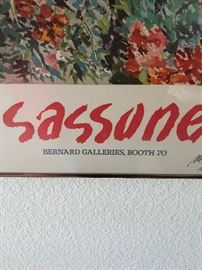 sassone
BERNARD GALLERIES, BOOTH 70